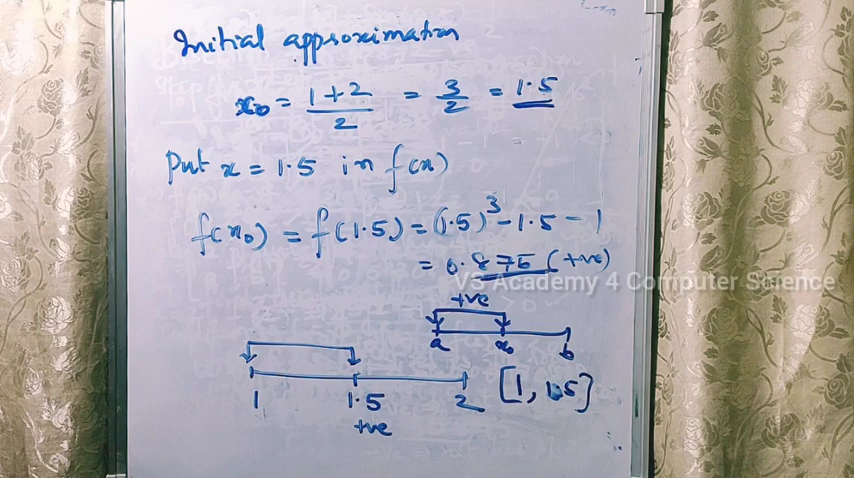 Initial approximation
x₀ = 1+2/2 = 3/2 = 1.5
Put x = 1.5 in f(x)
f(x₀) = f(1.5) = (1.5)³ - 1.5 - 1
= 0.875 (+ve)
V3 Academy 4 Computer Science
+ve
a x₀ b
1 1.5 2 [1, 1.5]
+ve